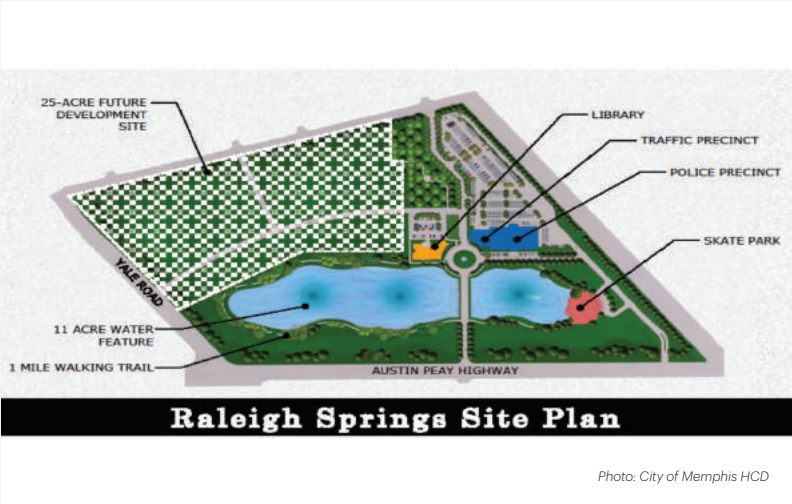 25-ACRE FUTURE
DEVELOPMENT
SITE
LIBRARY
TRAFFIC PRECINCT
POLICE PRECINCT
SKATE PARK
YALE ROAD
11 ACRE WATER
FEATURE
1 MILE WALKING TRAIL
AUSTIN PEAY HIGHWAY
Raleigh Springs Site Plan
Photo: City of Memphis HCD